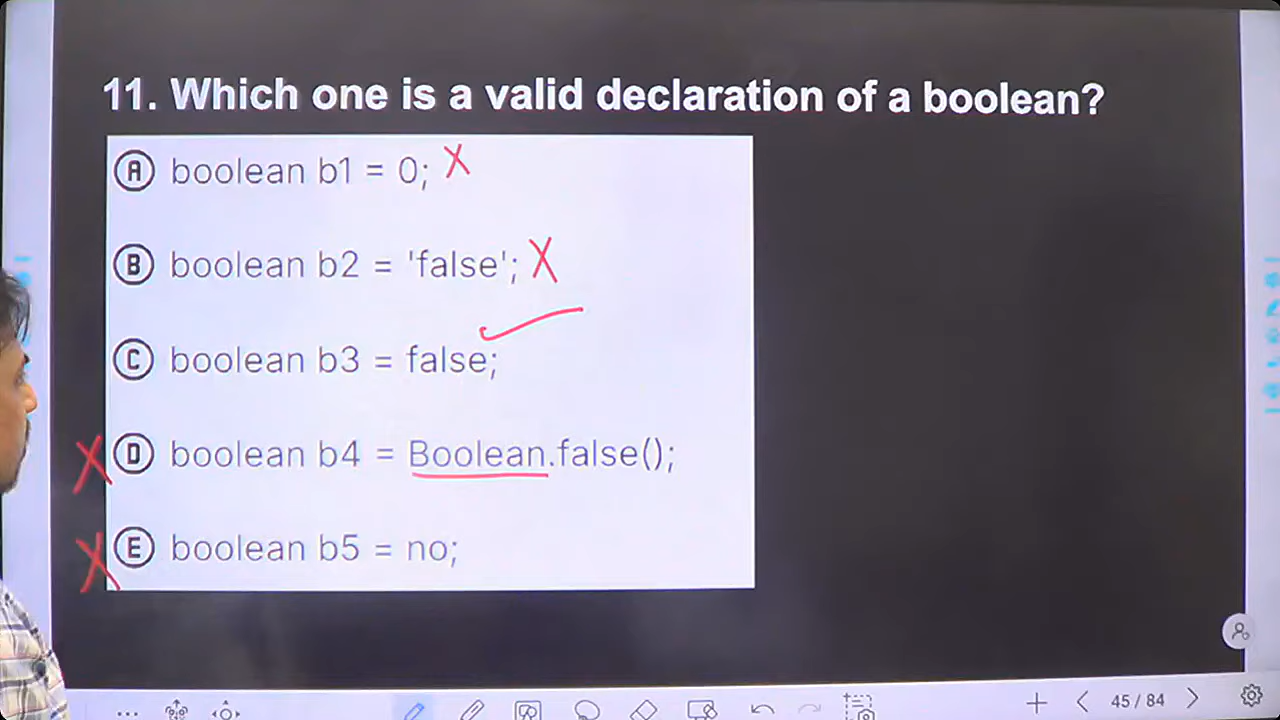 11. Which one is a valid declaration of a boolean?
A boolean b1 = 0; X
B boolean b2 = 'false'; X
C boolean b3 = false;
X D boolean b4 = Boolean.false();
X E boolean b5 = no;
45 / 84